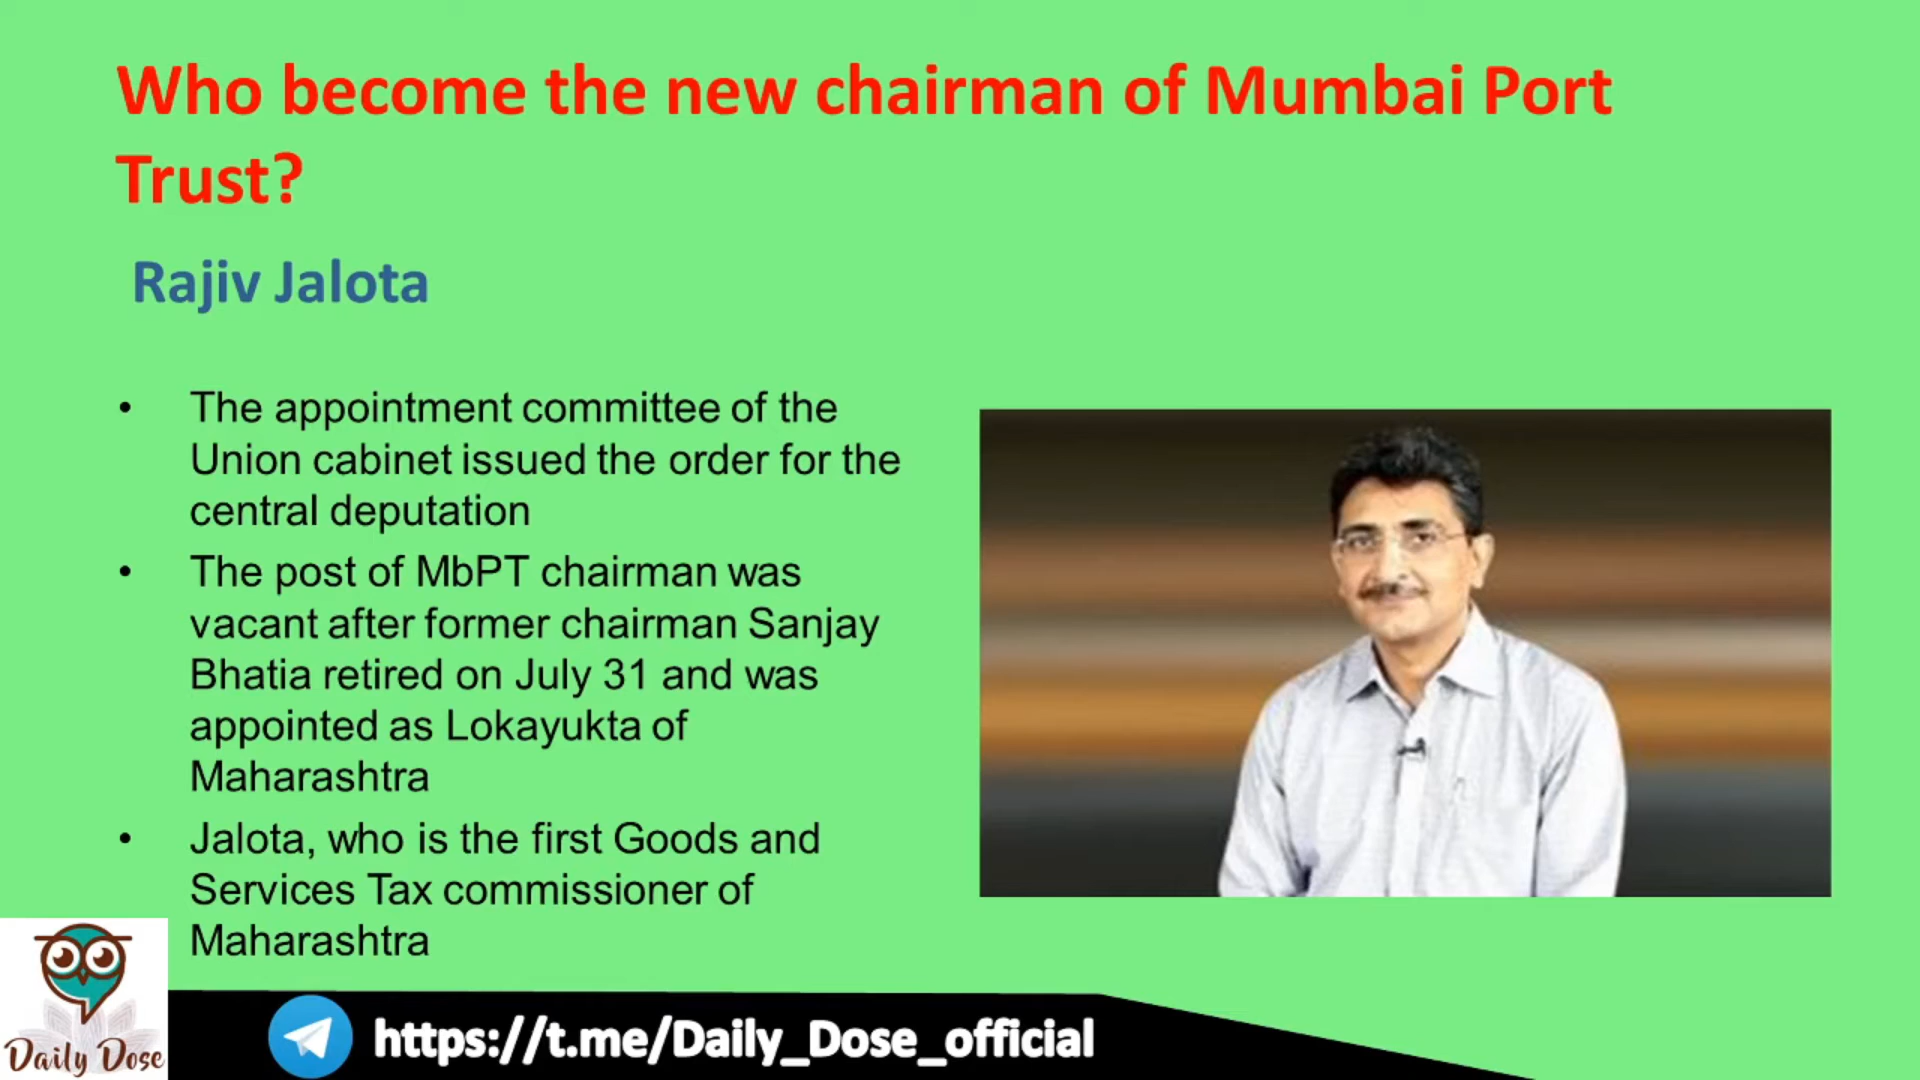 Who become the new chairman of Mumbai Port
Trust?
Rajiv Jalota
• The appointment committee of the
Union cabinet issued the order for the
central deputation
• The post of MbPT chairman was
vacant after former chairman Sanjay
Bhatia retired on July 31 and was
appointed as Lokayukta of
Maharashtra
• Jalota, who is the first Goods and
Services Tax commissioner of
Maharashtra
Daily Dose
https://t.me/Daily_Dose_official